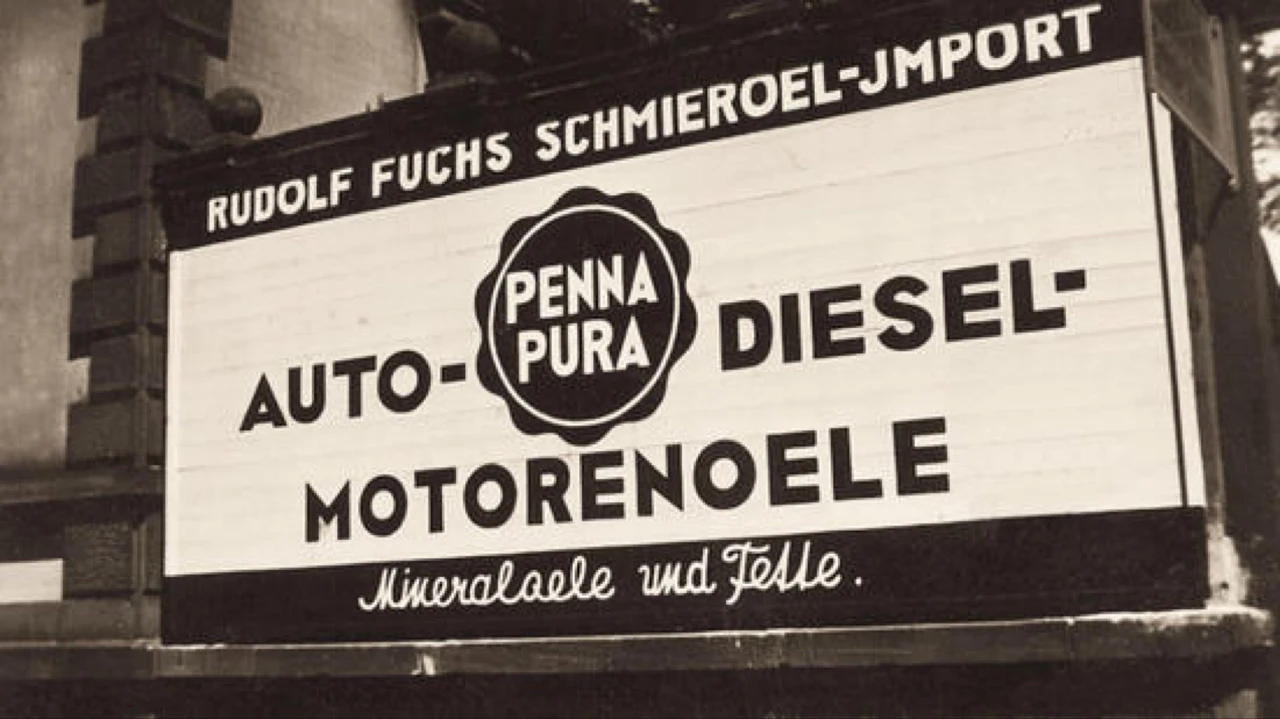 RUDOLF FUCHS SCHMIEROEL-JMPORT
PENNA
PURA
AUTO- DIESEL-
MOTORENOELE
Mineraloele und Fette.